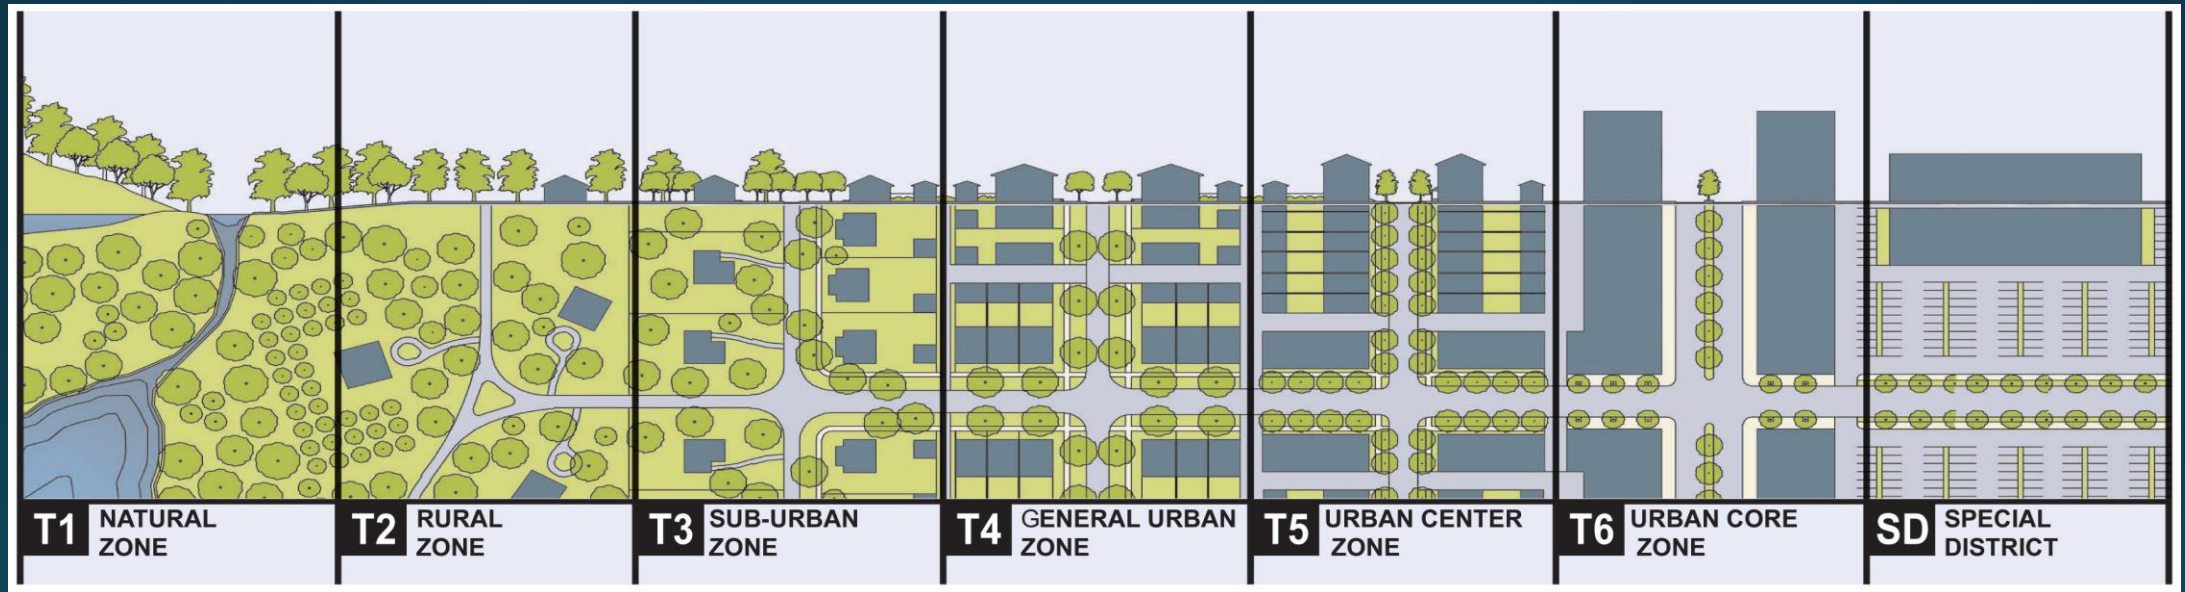 T1 NATURAL
ZONE
T2 RURAL
ZONE
T3 SUB-URBAN
ZONE
T4 GENERAL URBAN
ZONE
T5 URBAN CENTER
ZONE
T6 URBAN CORE
ZONE
SD SPECIAL
DISTRICT